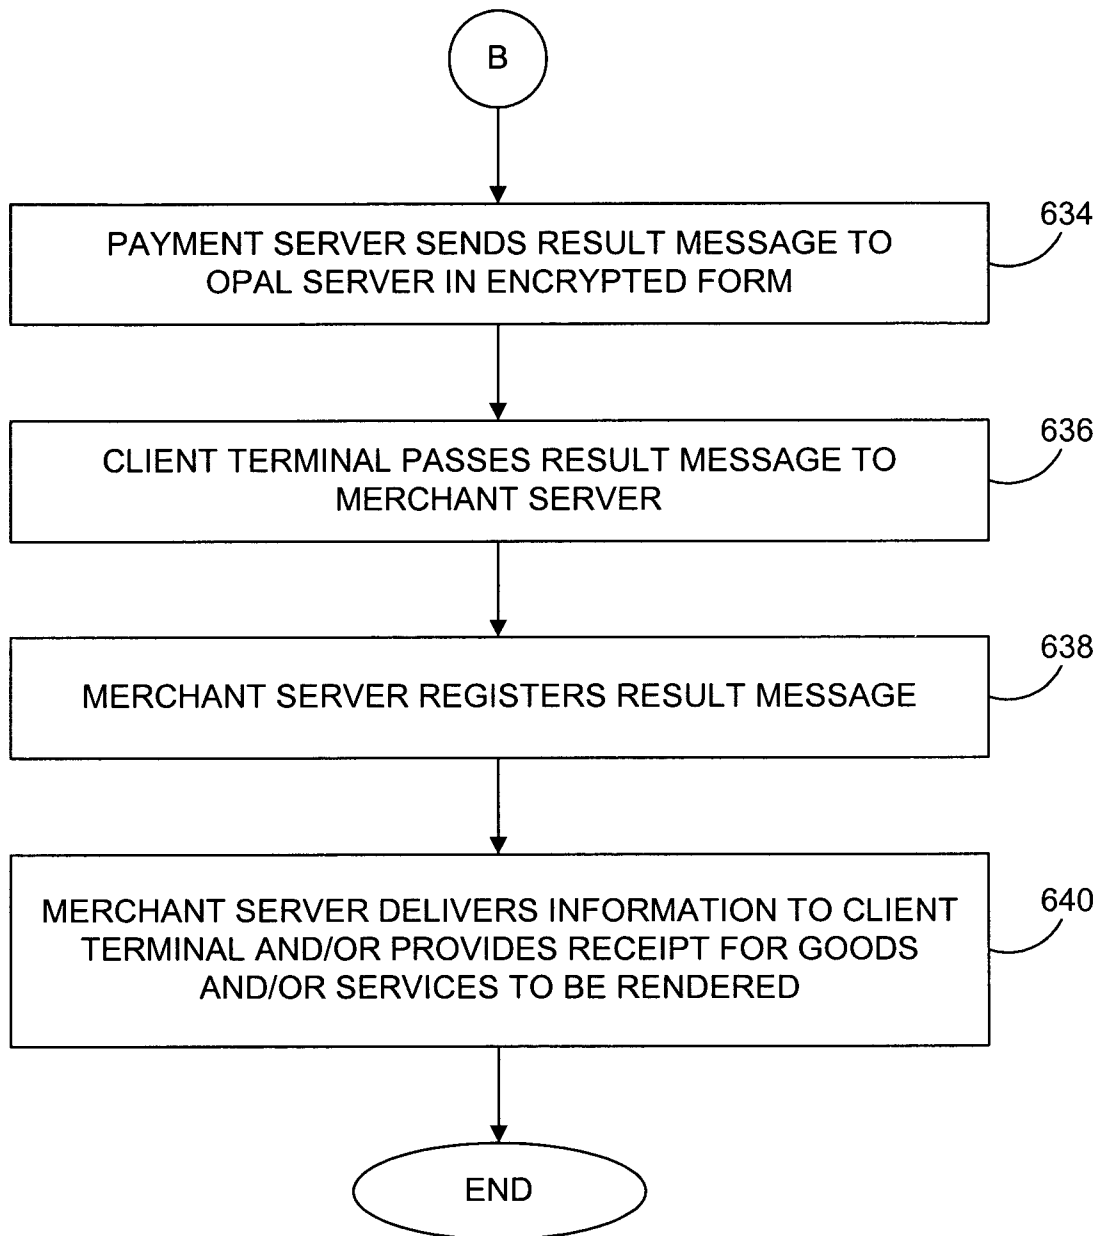 B
634
PAYMENT SERVER SENDS RESULT MESSAGE TO
OPAL SERVER IN ENCRYPTED FORM
636
CLIENT TERMINAL PASSES RESULT MESSAGE TO
MERCHANT SERVER
638
MERCHANT SERVER REGISTERS RESULT MESSAGE
640
MERCHANT SERVER DELIVERS INFORMATION TO CLIENT
TERMINAL AND/OR PROVIDES RECEIPT FOR GOODS
AND/OR SERVICES TO BE RENDERED
END